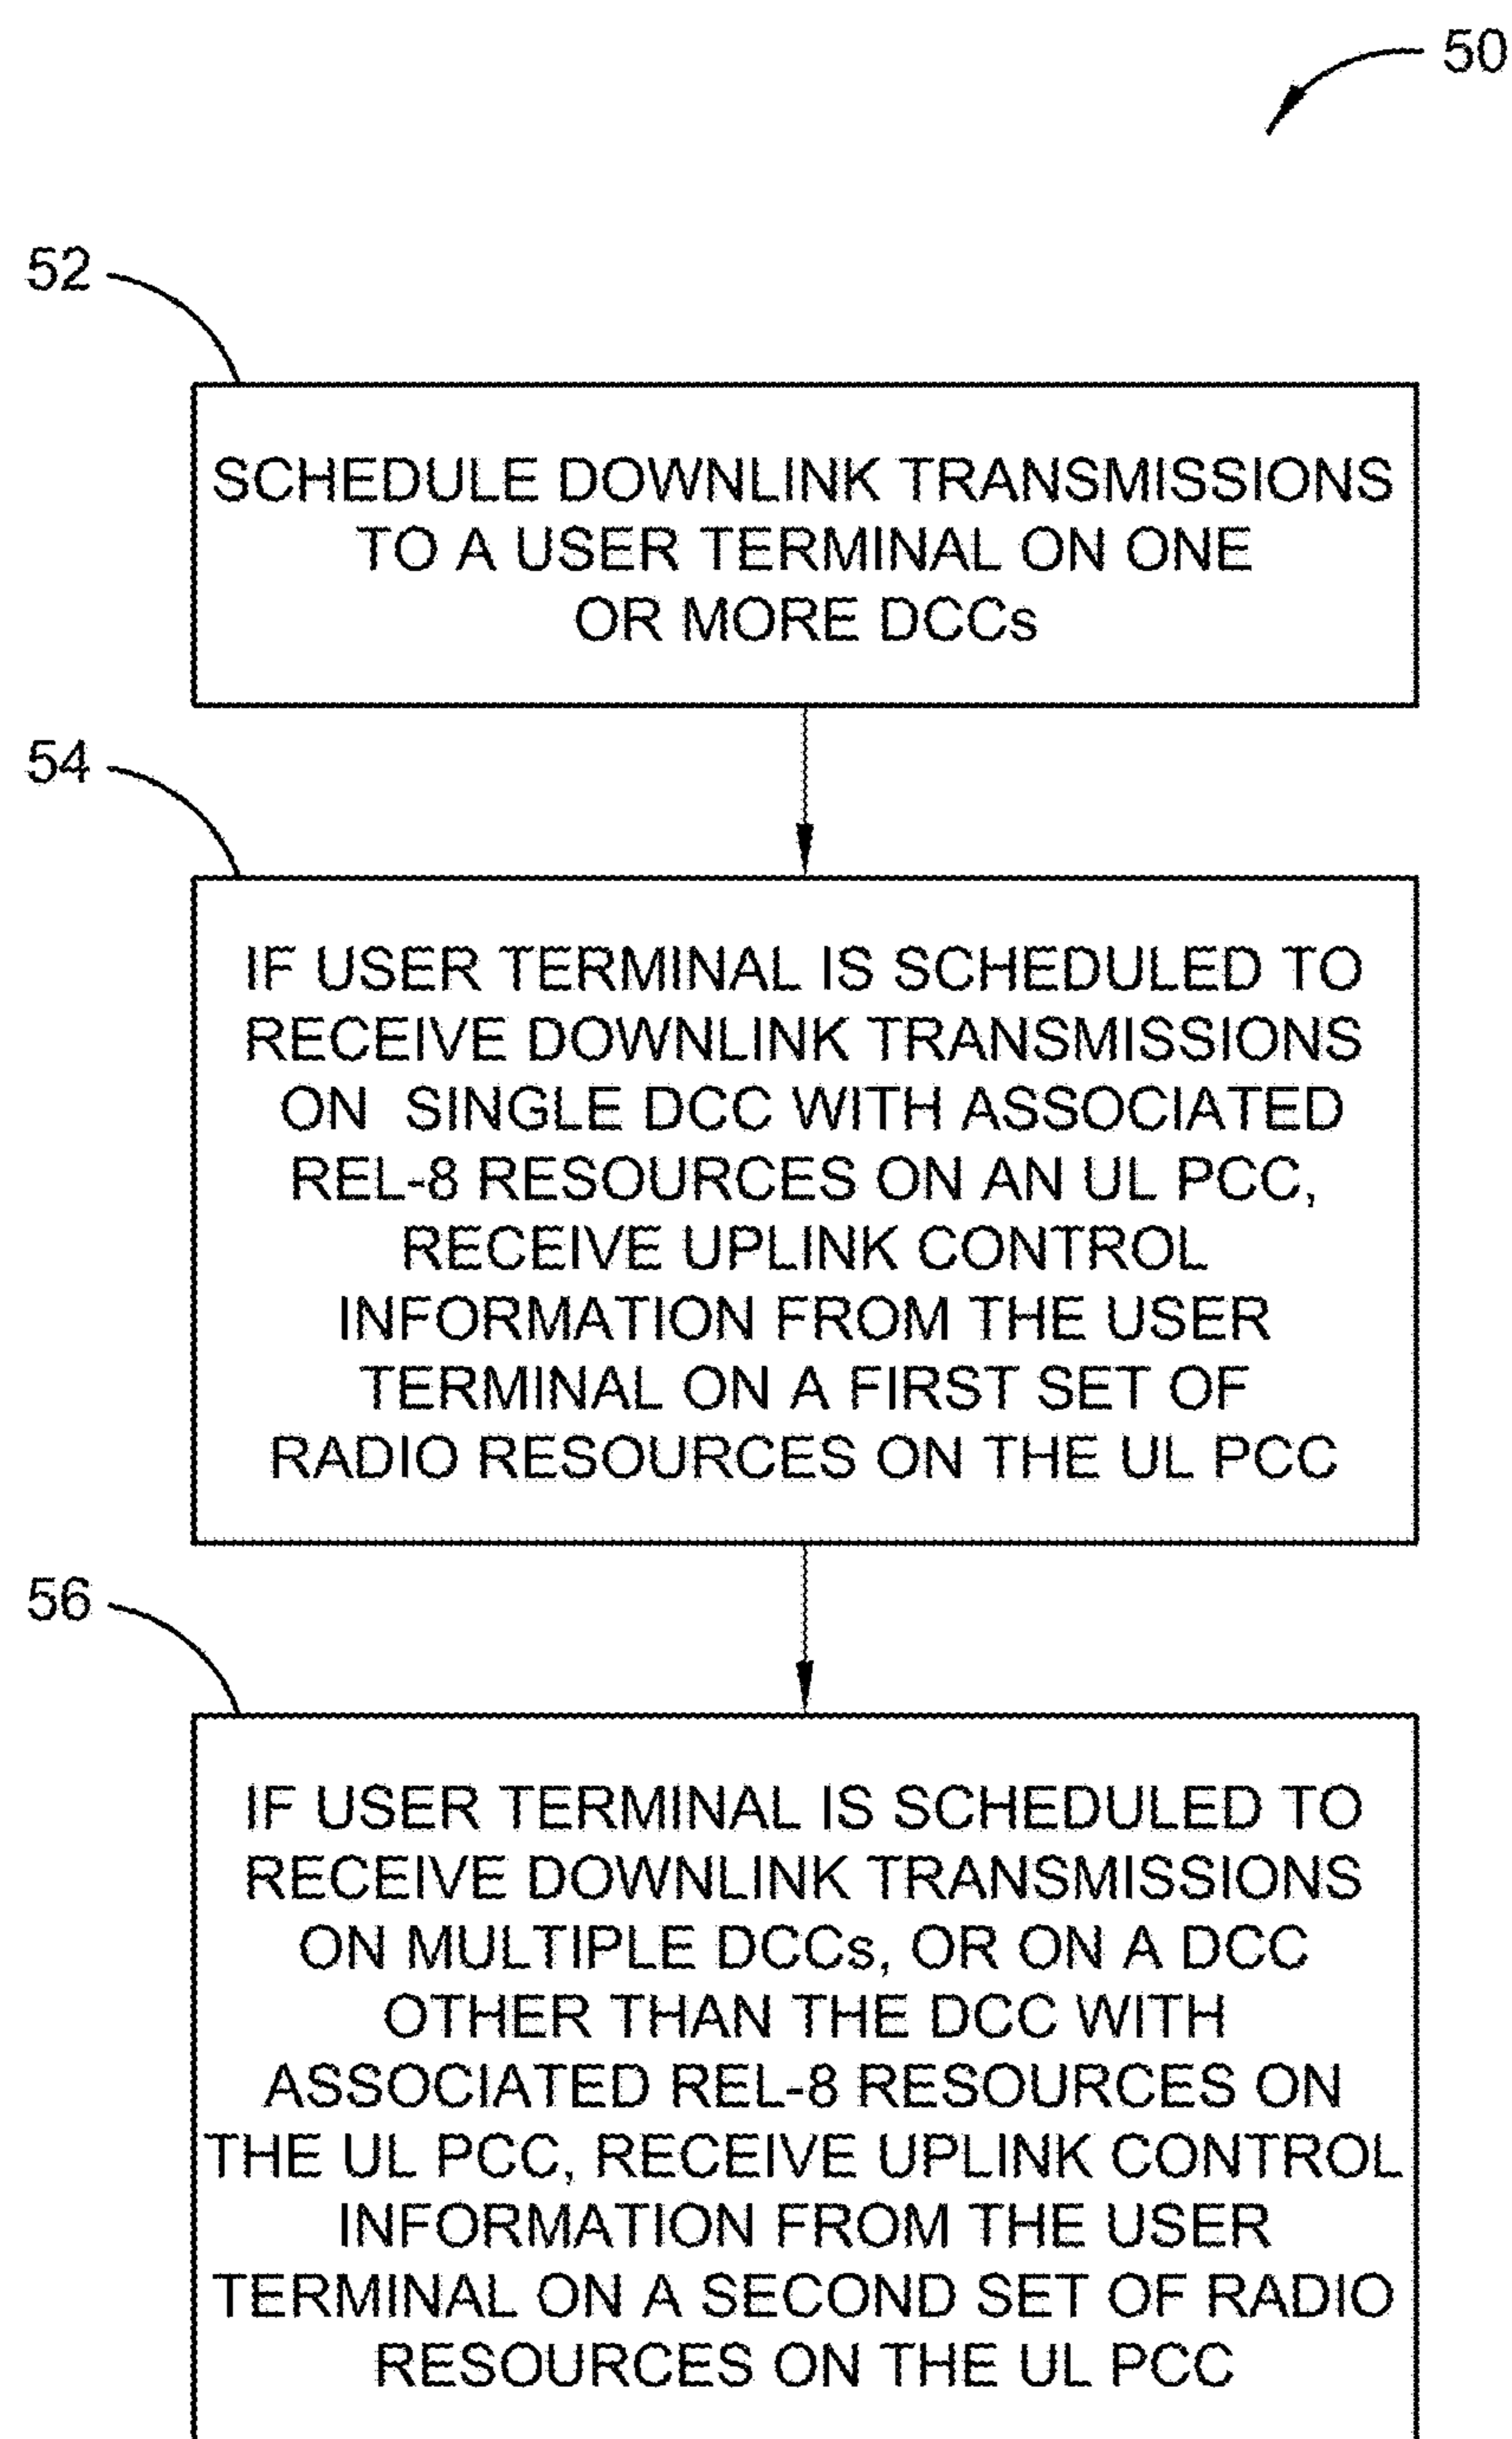 50
52
SCHEDULE DOWNLINK TRANSMISSIONS
TO A USER TERMINAL ON ONE
OR MORE DCCs
54
IF USER TERMINAL IS SCHEDULED TO
RECEIVE DOWNLINK TRANSMISSIONS
ON SINGLE DCC WITH ASSOCIATED
REL-8 RESOURCES ON AN UL PCC,
RECEIVE UPLINK CONTROL
INFORMATION FROM THE USER
TERMINAL ON A FIRST SET OF
RADIO RESOURCES ON THE UL PCC
56
IF USER TERMINAL IS SCHEDULED TO
RECEIVE DOWNLINK TRANSMISSIONS
ON MULTIPLE DCCs, OR ON A DCC
OTHER THAN THE DCC WITH
ASSOCIATED REL-8 RESOURCES ON
THE UL PCC, RECEIVE UPLINK CONTROL
INFORMATION FROM THE USER
TERMINAL ON A SECOND SET OF RADIO
RESOURCES ON THE UL PCC